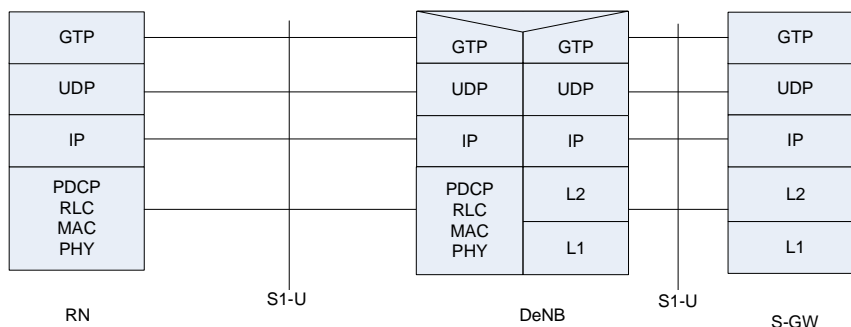 GTP
UDP
IP
PDCP
RLC
MAC
PHY
RN
S1-U
GTP GTP
UDP UDP
IP IP
PDCP
RLC
MAC
PHY
L2
L1
DeNB
S1-U
GTP
UDP
IP
L2
L1
S-GW